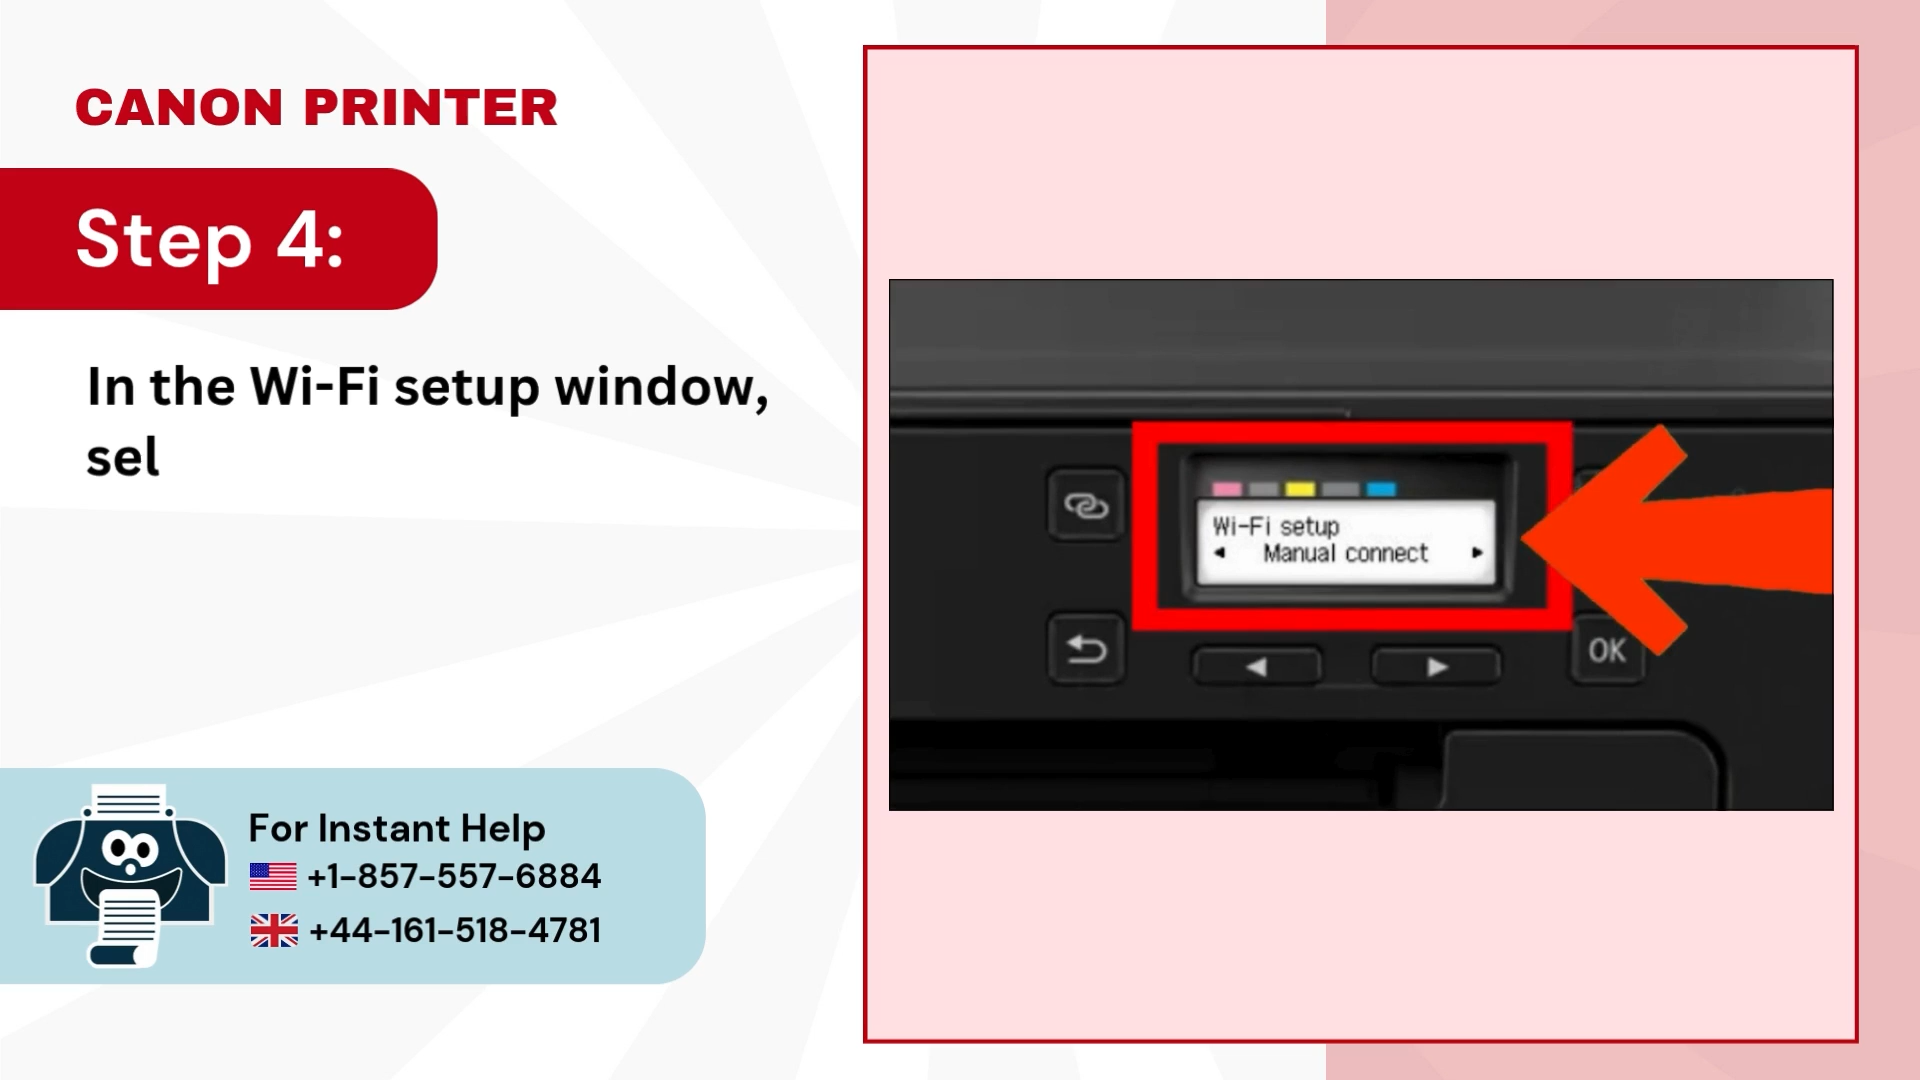 CANON PRINTER
Step 4:
In the Wi-Fi setup window,
sel
Wi-Fi setup
Manual connect
OK
For Instant Help
+1-857-557-6884
+44-161-518-4781